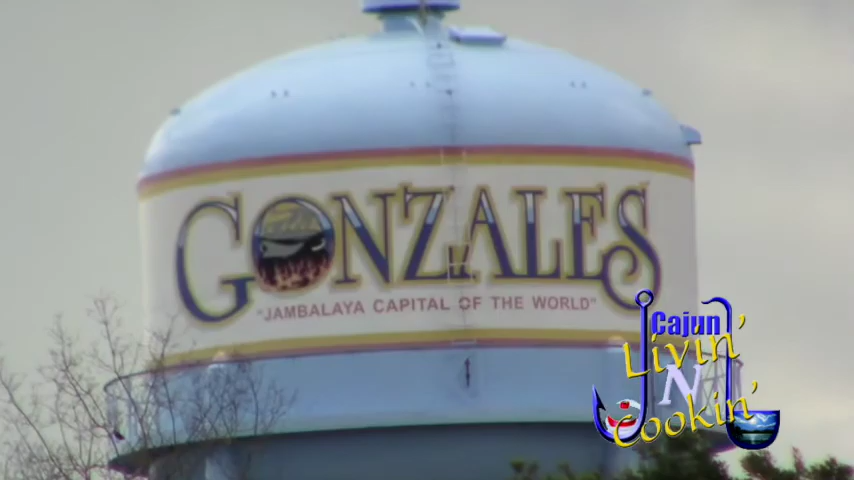 GONZALES
"JAMBALAYA CAPITAL OF THE WORLD"
Cajun
Livin'
N
Cookin'